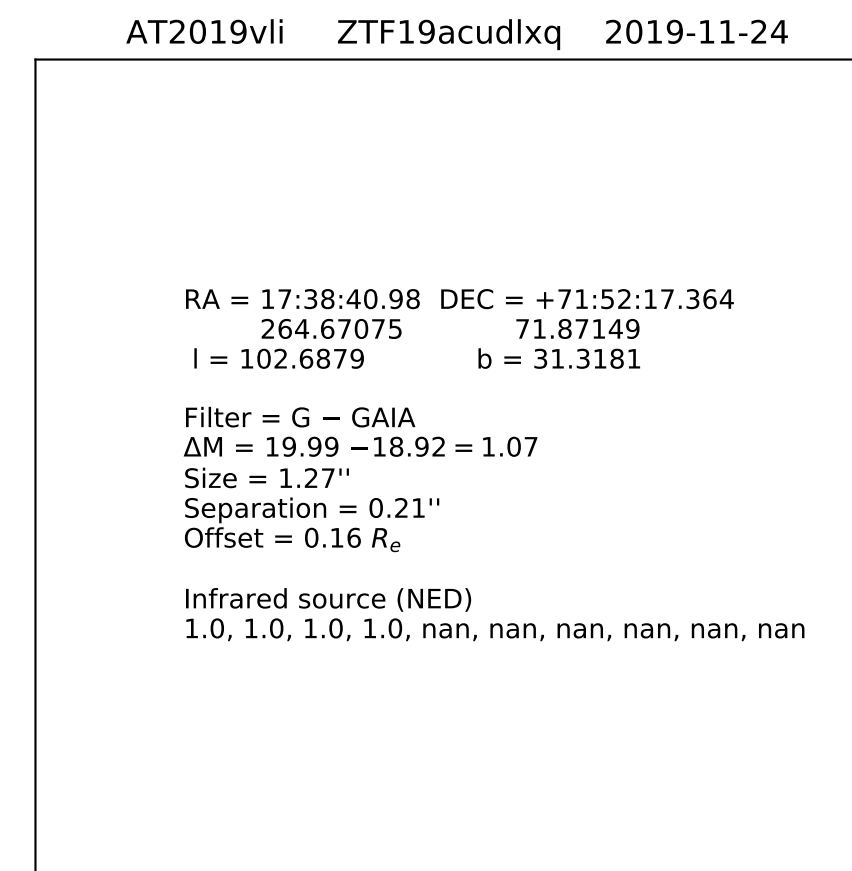 AT2019vli ZTF19acudlxq 2019-11-24
RA = 17:38:40.98 DEC = +71:52:17.364
264.67075 71.87149
l = 102.6879 b = 31.3181
Filter = G − GAIA
ΔM = 19.99 −18.92 = 1.07
Size = 1.27''
Separation = 0.21''
Offset = 0.16 Re
Infrared source (NED)
1.0, 1.0, 1.0, 1.0, nan, nan, nan, nan, nan, nan